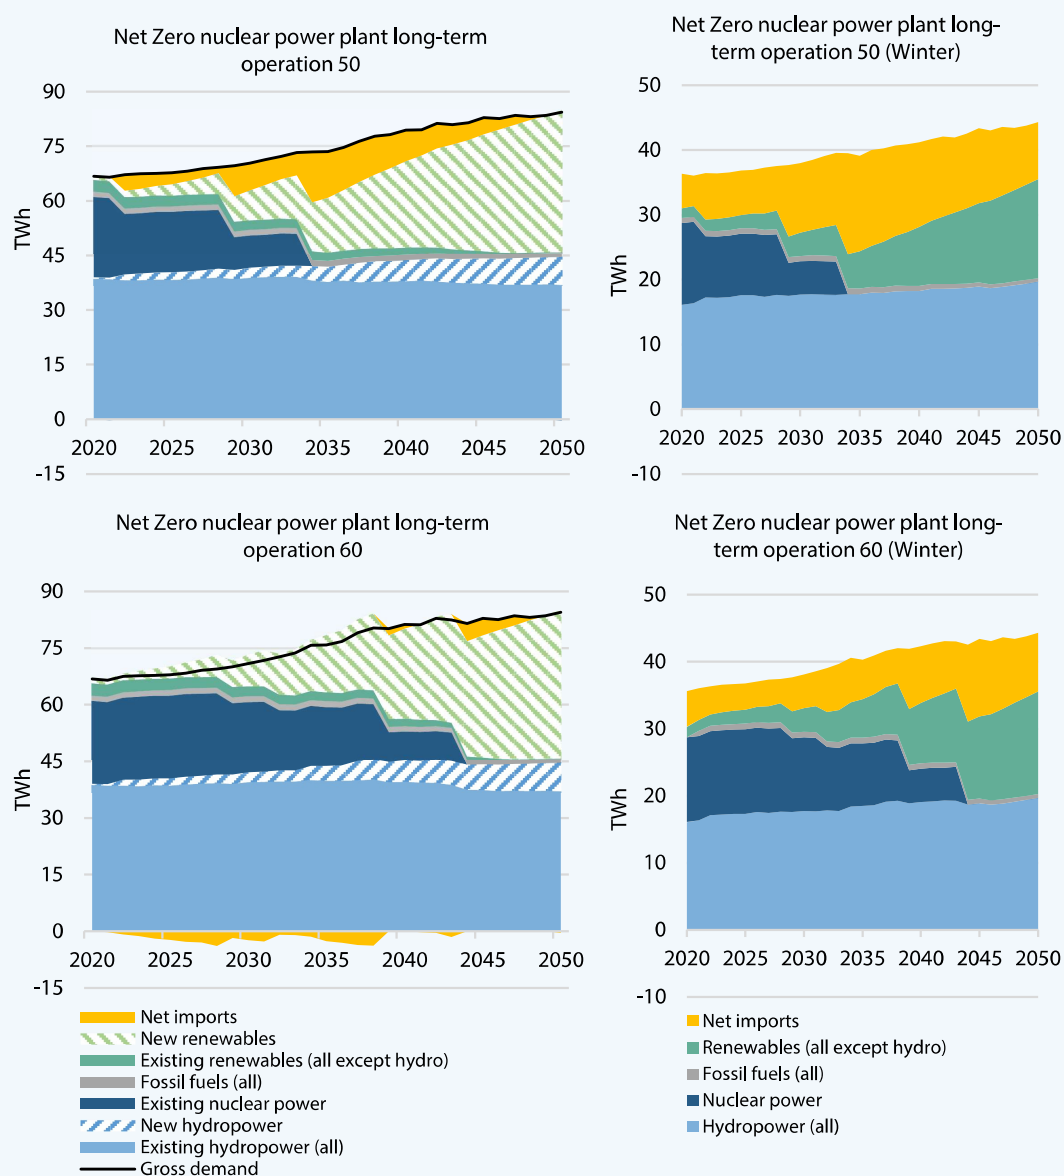 Net Zero nuclear power plant long-term
operation 50
90
75
60
45
30
15
0
-15
TWh
2020 2025 2030 2035 2040 2045 2050
Net Zero nuclear power plant long-
term operation 50 (Winter)
50
40
30
20
10
0
-10
TWh
2020 2025 2030 2035 2040 2045 2050
Net Zero nuclear power plant long-term
operation 60
90
75
60
45
30
15
0
-15
TWh
2020 2025 2030 2035 2040 2045 2050
Net imports
New renewables
Existing renewables (all except hydro)
Fossil fuels (all)
Existing nuclear power
New hydropower
Existing hydropower (all)
Gross demand
Net Zero nuclear power plant long-
term operation 60 (Winter)
50
40
30
20
10
0
-10
TWh
2020 2025 2030 2035 2040 2045 2050
Net imports
Renewables (all except hydro)
Fossil fuels (all)
Nuclear power
Hydropower (all)